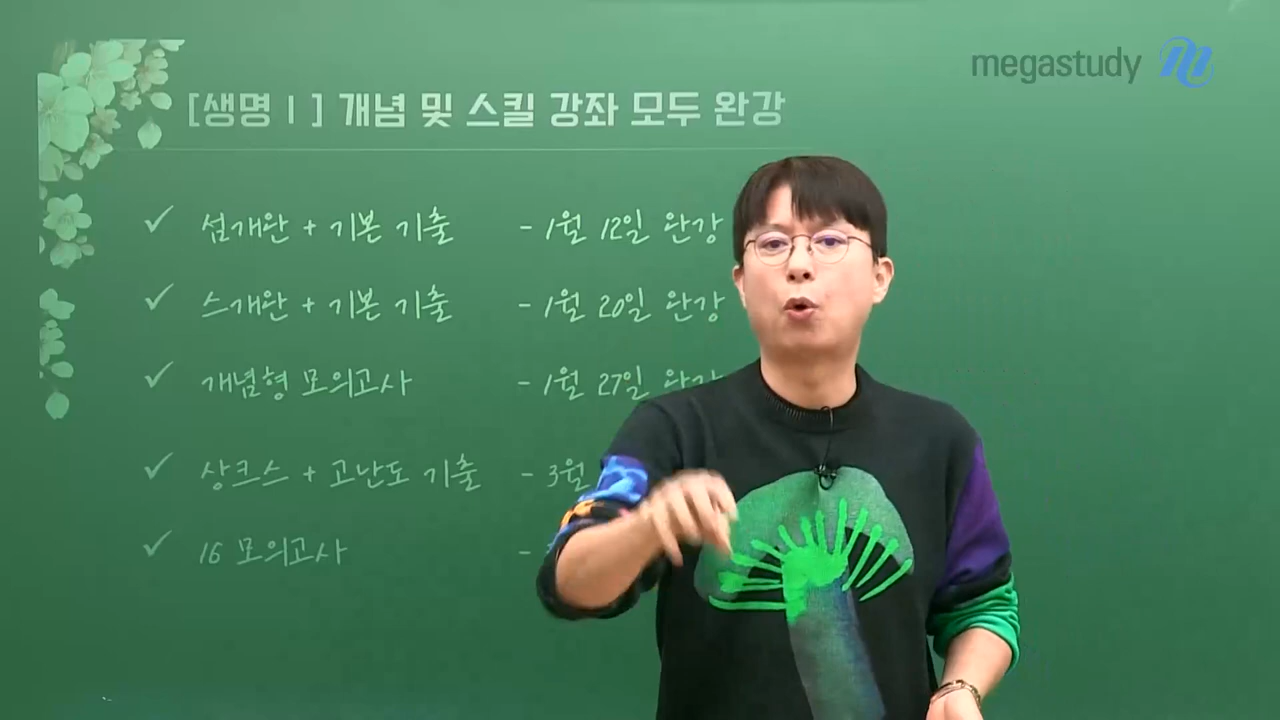 megastudy
[생명 I] 개념 및 스킬 강좌 모두 완강
✓ 섬개완 + 기본 기출 - 1월 12일 완강
✓ 스개완 + 기본 기출 - 1월 20일 완강
✓ 개념형 모의고사 - 1월 27일 완강
✓ 상크스 + 고난도 기출 - 3월
✓ 16 모의고사 -